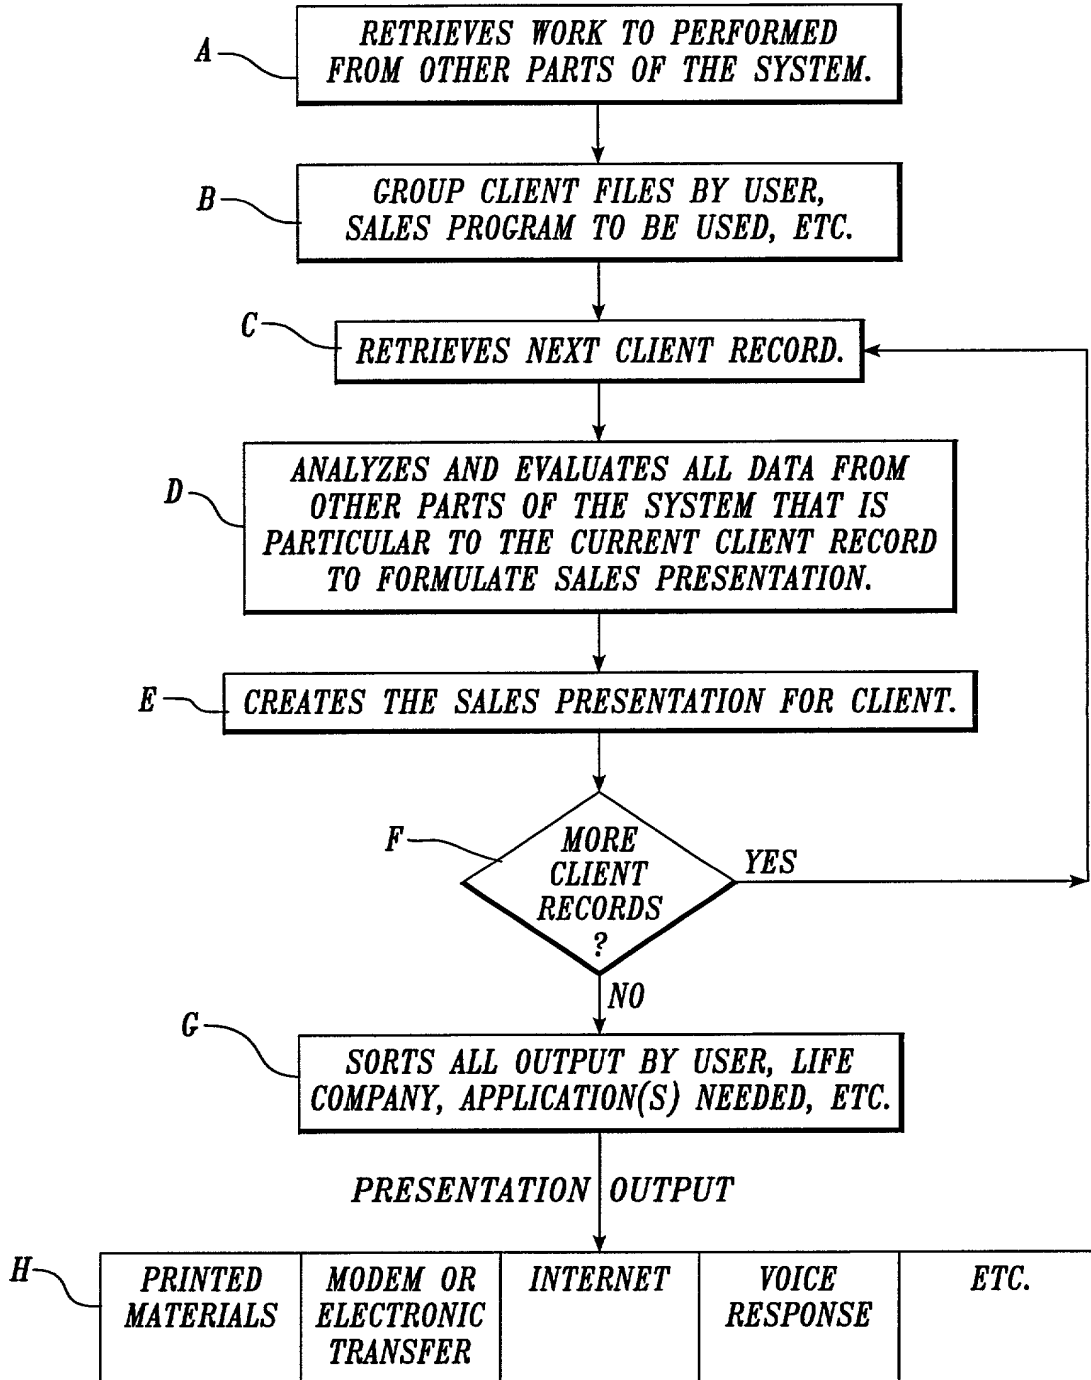 A
RETRIEVES WORK TO PERFORMED
FROM OTHER PARTS OF THE SYSTEM.
B
GROUP CLIENT FILES BY USER,
SALES PROGRAM TO BE USED, ETC.
C
RETRIEVES NEXT CLIENT RECORD.
D
ANALYZES AND EVALUATES ALL DATA FROM
OTHER PARTS OF THE SYSTEM THAT IS
PARTICULAR TO THE CURRENT CLIENT RECORD
TO FORMULATE SALES PRESENTATION.
E
CREATES THE SALES PRESENTATION FOR CLIENT.
F
MORE
CLIENT
RECORDS
?
YES
NO
G
SORTS ALL OUTPUT BY USER, LIFE
COMPANY, APPLICATION(S) NEEDED, ETC.
PRESENTATION OUTPUT
H
PRINTED
MATERIALS
MODEM OR
ELECTRONIC
TRANSFER
INTERNET
VOICE
RESPONSE
ETC.